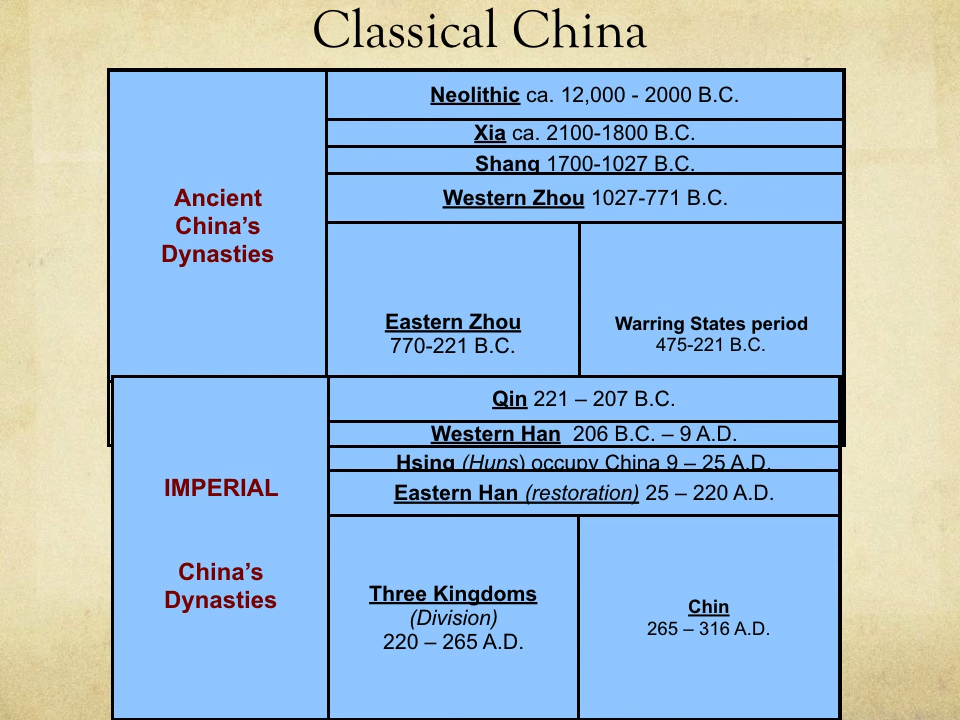 Classical China
Ancient
China’s
Dynasties
Neolithic ca. 12,000 - 2000 B.C.
Xia ca. 2100-1800 B.C.
Shang 1700-1027 B.C.
Western Zhou 1027-771 B.C.
Eastern Zhou
770-221 B.C.
Warring States period
475-221 B.C.
IMPERIAL
China’s
Dynasties
Qin 221 – 207 B.C.
Western Han  206 B.C. – 9 A.D.
Hsing (Huns) occupy China 9 – 25 A.D.
Eastern Han (restoration) 25 – 220 A.D.
Three Kingdoms
(Division)
220 – 265 A.D.
Chin
265 – 316 A.D.